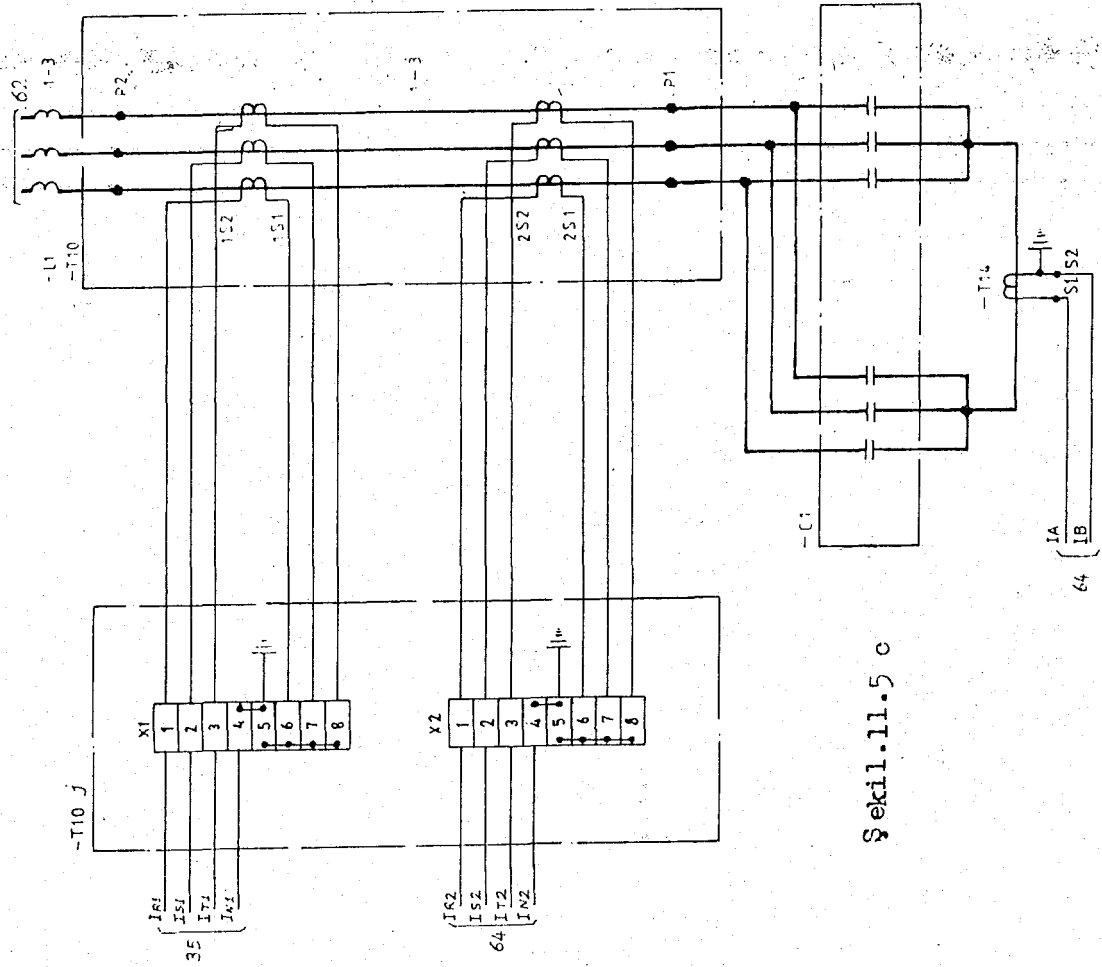 62
1-3
P2
-L1
-T10
1-3
P1
1S2
1S1
2S2
2S1
-T10 j
X1
1
2
3
4
5
6
7
8
IR1
IS1
IT1
IN1
35
X2
1
2
3
4
5
6
7
8
IR2
IS2
IT2
IN2
64
-C1
-T14
S1
S2
IA
IB
64
Şekil.11.5 c